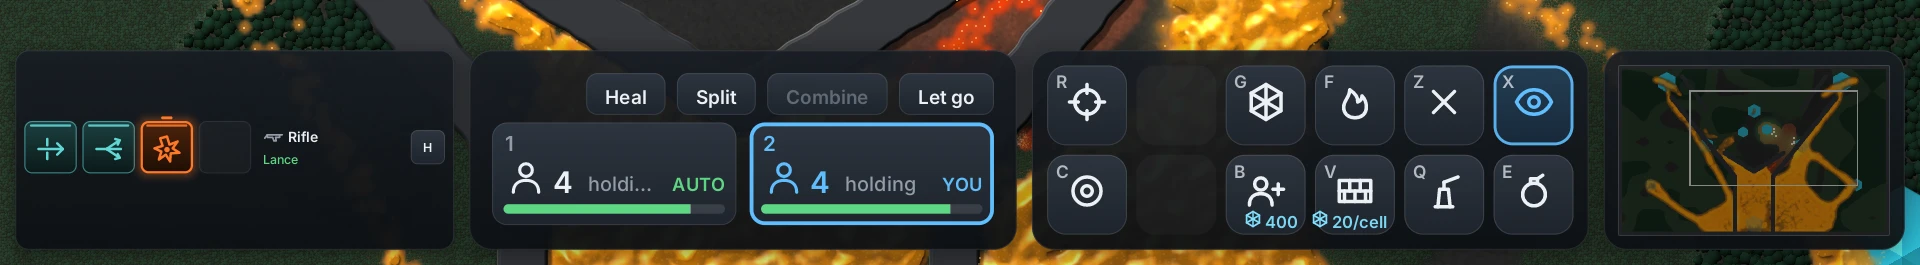 Rifle
Lance
H
Heal Split Combine Let go
1
4 holdi... AUTO
2
4 holding YOU
R G F Z X
C B V Q E
400 20/cell